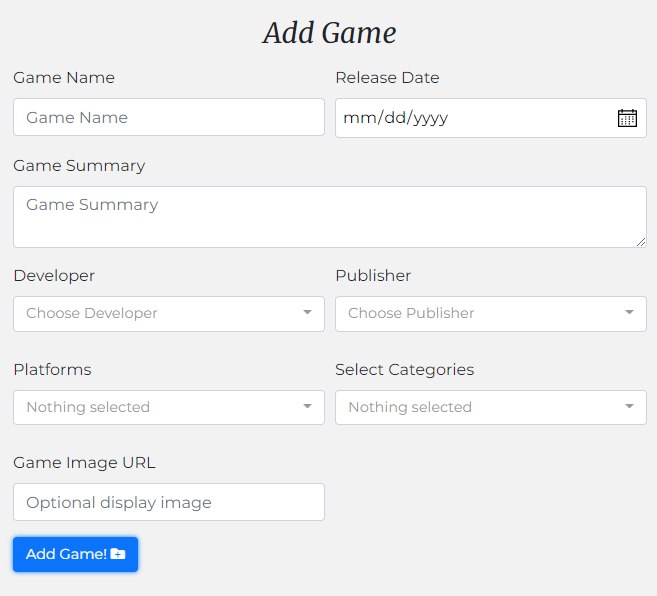 Add Game
Game Name Release Date
Game Name mm/dd/yyyy
Game Summary
Game Summary
Developer Publisher
Choose Developer Choose Publisher
Platforms Select Categories
Nothing selected Nothing selected
Game Image URL
Optional display image
Add Game!